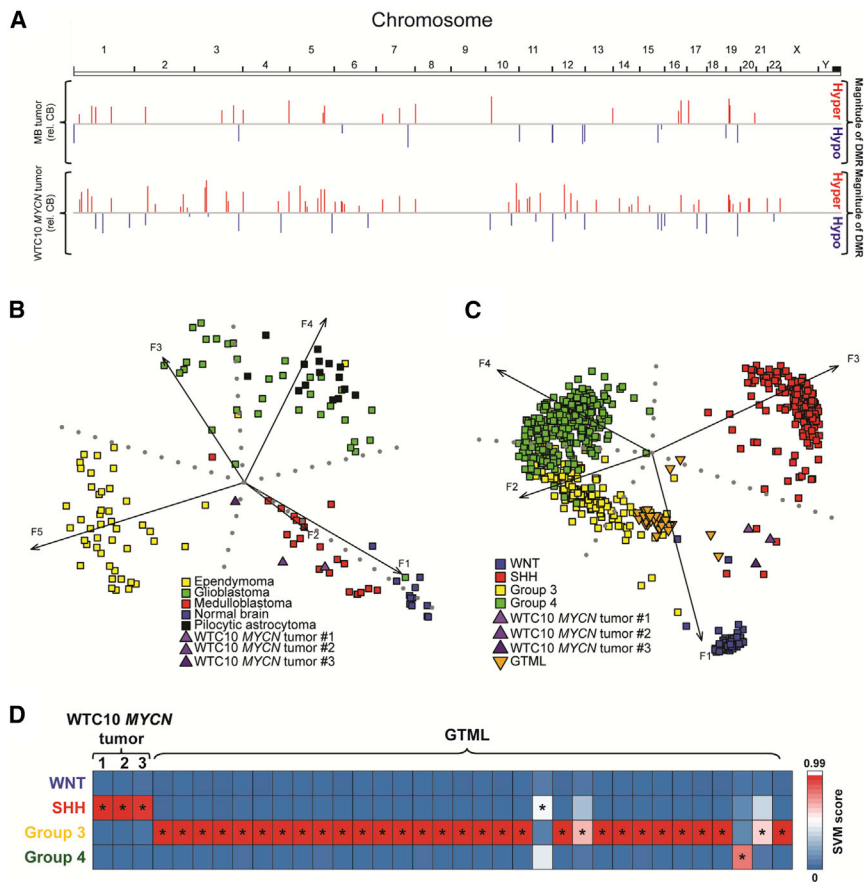 A
Chromosome
1 3 5 7 9 11 13 15 17 19 21 X
2 4 6 8 10 12 14 16 18 20 22 Y
MB tumor
(rel. CB)
Hyper
Hypo
Magnitude of DMR
WTC10 MYCN tumor
(rel. CB)
Hyper
Hypo
Magnitude of DMR
B
F4
F3
F5
F2
F1
Ependymoma
Glioblastoma
Medulloblastoma
Normal brain
Pilocytic astrocytoma
WTC10 MYCN tumor #1
WTC10 MYCN tumor #2
WTC10 MYCN tumor #3
C
F4
F3
F2
F1
WNT
SHH
Group 3
Group 4
WTC10 MYCN tumor #1
WTC10 MYCN tumor #2
WTC10 MYCN tumor #3
GTML
D
WTC10 MYCN
tumor
1 2 3
GTML
WNT
SHH * * * *
Group 3 * * * * * * * * * * * * * * * * * * * * * * * * * * * * * *
Group 4 *
0.99
SVM score
0